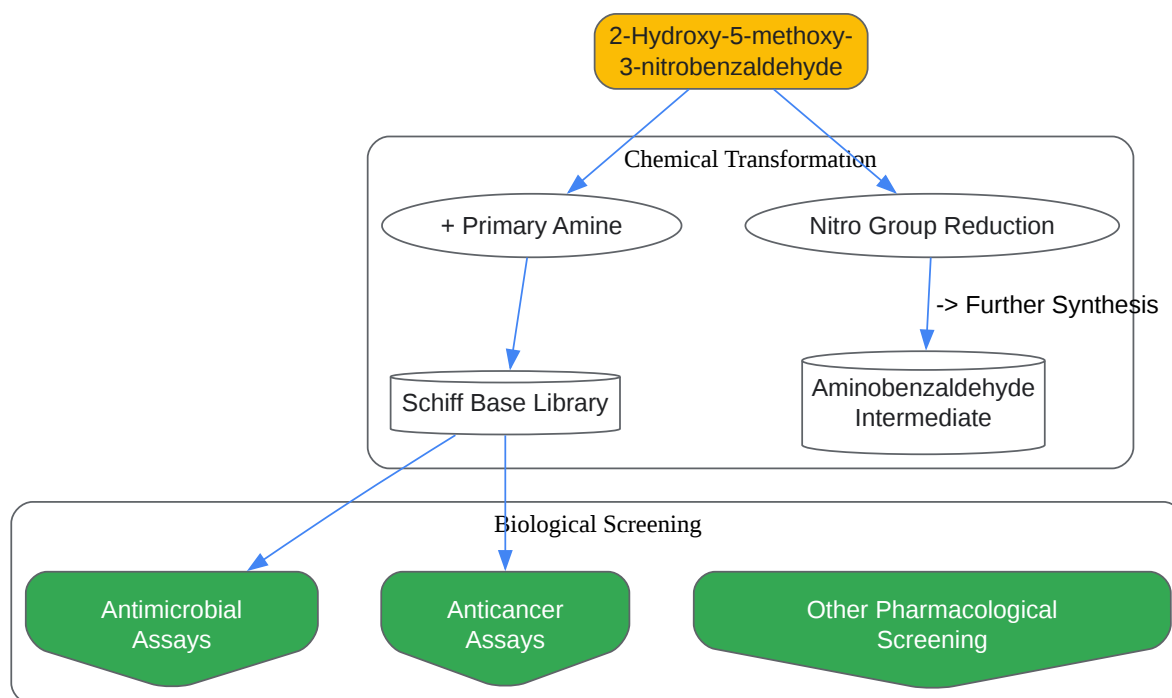 2-Hydroxy-5-methoxy-
3-nitrobenzaldehyde
Chemical Transformation
+ Primary Amine
Nitro Group Reduction
-> Further Synthesis
Schiff Base Library
Aminobenzaldehyde
Intermediate
Biological Screening
Antimicrobial
Assays
Anticancer
Assays
Other Pharmacological
Screening